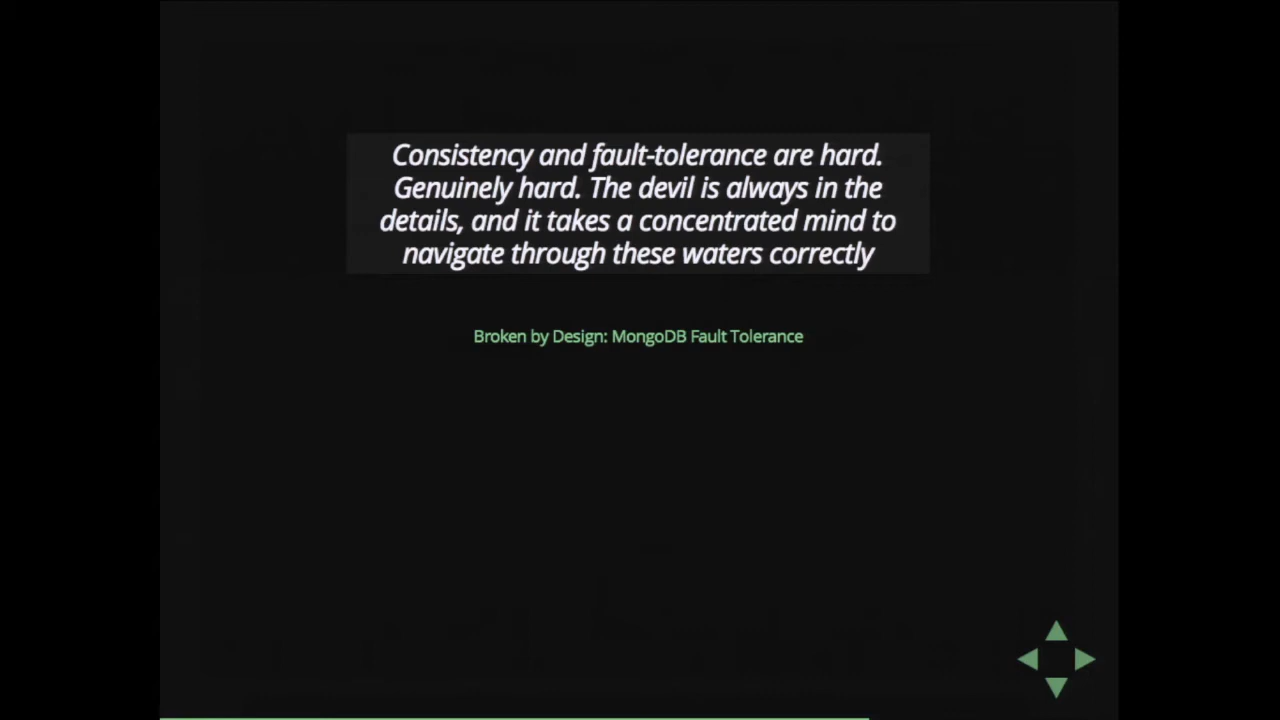 Consistency and fault-tolerance are hard.
Genuinely hard. The devil is always in the
details, and it takes a concentrated mind to
navigate through these waters correctly
Broken by Design: MongoDB Fault Tolerance